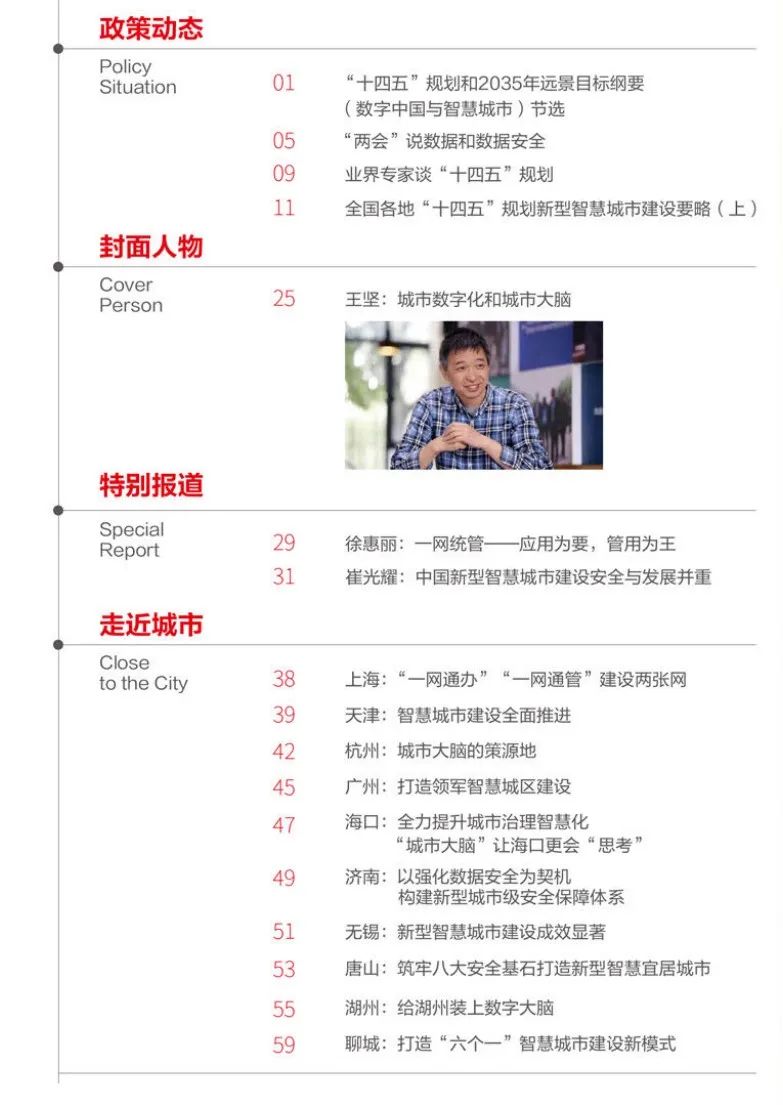 政策动态
Policy
Situation
01 “十四五”规划和2035年远景目标纲要
（数字中国与智慧城市）节选
05 “两会”说数据和数据安全
09 业界专家谈“十四五”规划
11 全国各地“十四五”规划新型智慧城市建设要略（上）
封面人物
Cover
Person
25 王坚：城市数字化和城市大脑
特别报道
Special
Report
29 徐惠丽：一网统管——应用为要，管用为王
31 崔光耀：中国新型智慧城市建设安全与发展并重
走近城市
Close
to the City
38 上海：“一网通办”“一网通管”建设两张网
39 天津：智慧城市建设全面推进
42 杭州：城市大脑的策源地
45 广州：打造领军智慧城区建设
47 海口：全力提升城市治理智慧化
“城市大脑”让海口更会“思考”
49 济南：以强化数据安全为契机
构建新型城市级安全保障体系
51 无锡：新型智慧城市建设成效显著
53 唐山：筑牢八大安全基石打造新型智慧宜居城市
55 湖州：给湖州装上数字大脑
59 聊城：打造“六个一”智慧城市建设新模式